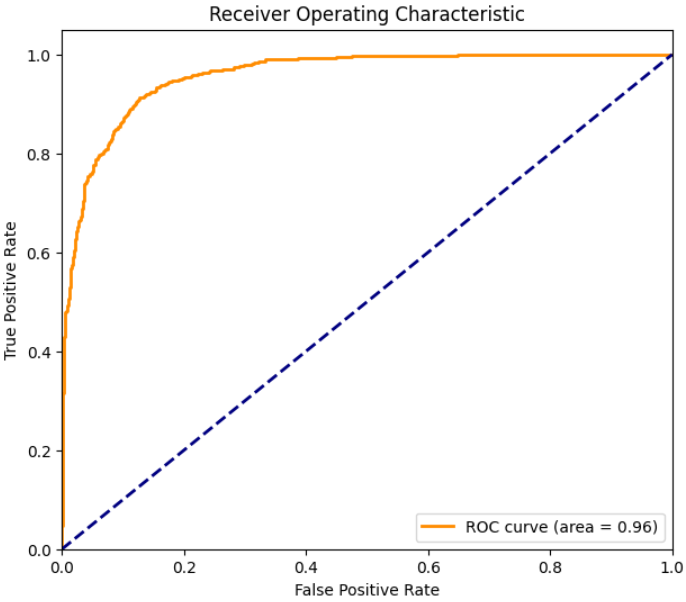 Receiver Operating Characteristic
1.0
0.8
0.6
0.4
0.2
0.0
True Positive Rate
ROC curve (area = 0.96)
0.0 0.2 0.4 0.6 0.8 1.0
False Positive Rate